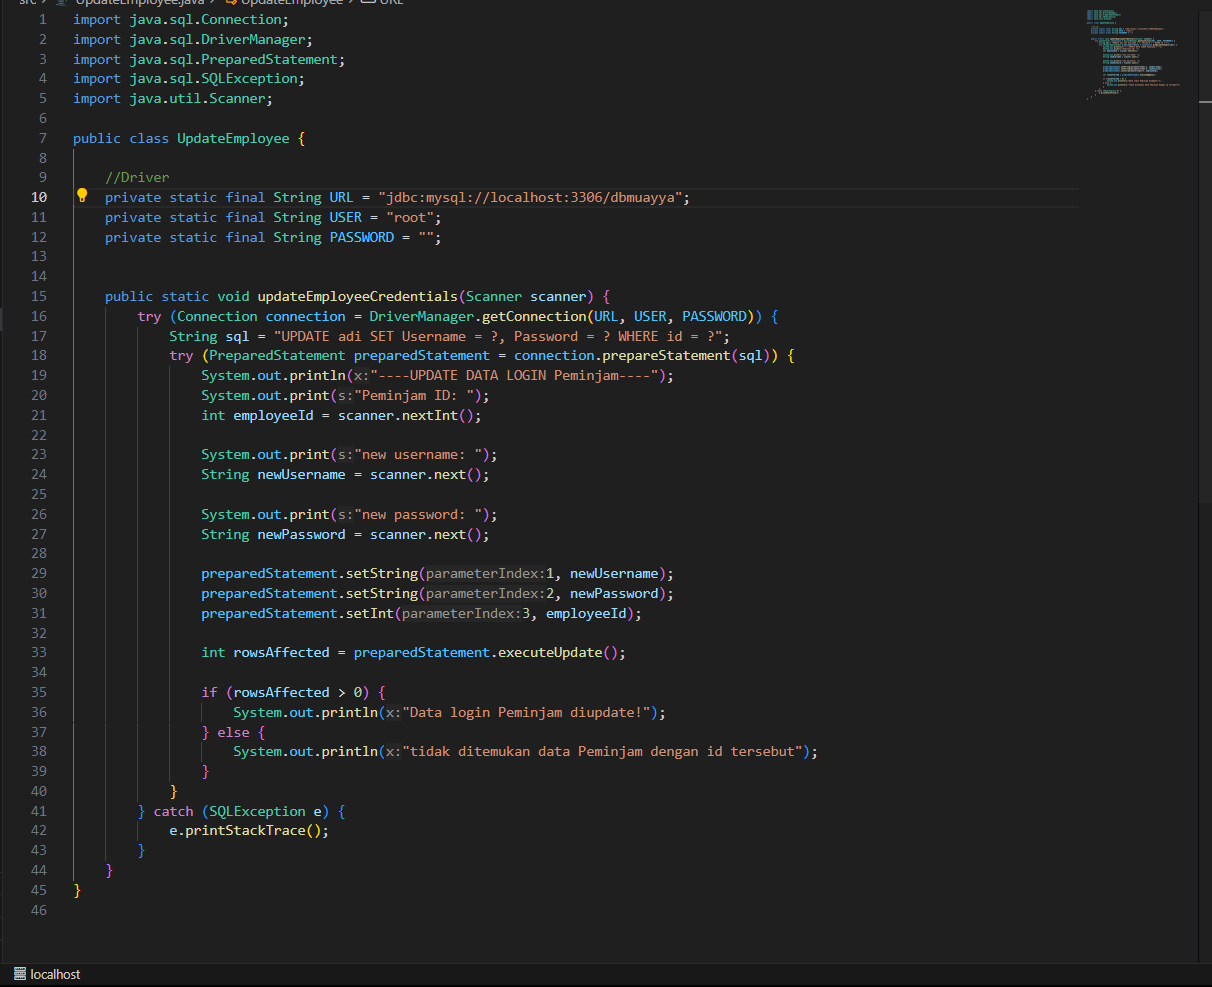 src > UpdateEmployee.java > UpdateEmployee > URL
1 import java.sql.Connection;
2 import java.sql.DriverManager;
3 import java.sql.PreparedStatement;
4 import java.sql.SQLException;
5 import java.util.Scanner;
6
7 public class UpdateEmployee {
8
9 //Driver
10 private static final String URL = "jdbc:mysql://localhost:3306/dbmuayya";
11 private static final String USER = "root";
12 private static final String PASSWORD = "";
13
14
15 public static void updateEmployeeCredentials(Scanner scanner) {
16 try (Connection connection = DriverManager.getConnection(URL, USER, PASSWORD)) {
17 String sql = "UPDATE adi SET Username = ?, Password = ? WHERE id = ?";
18 try (PreparedStatement preparedStatement = connection.prepareStatement(sql)) {
19 System.out.println(x:"----UPDATE DATA LOGIN Peminjam----");
20 System.out.print(s:"Peminjam ID: ");
21 int employeeId = scanner.nextInt();
22
23 System.out.print(s:"new username: ");
24 String newUsername = scanner.next();
25
26 System.out.print(s:"new password: ");
27 String newPassword = scanner.next();
28
29 preparedStatement.setString(parameterIndex:1, newUsername);
30 preparedStatement.setString(parameterIndex:2, newPassword);
31 preparedStatement.setInt(parameterIndex:3, employeeId);
32
33 int rowsAffected = preparedStatement.executeUpdate();
34
35 if (rowsAffected > 0) {
36 System.out.println(x:"Data login Peminjam diupdate!");
37 } else {
38 System.out.println(x:"tidak ditemukan data Peminjam dengan id tersebut");
39 }
40 }
41 } catch (SQLException e) {
42 e.printStackTrace();
43 }
44 }
45 }
46
localhost